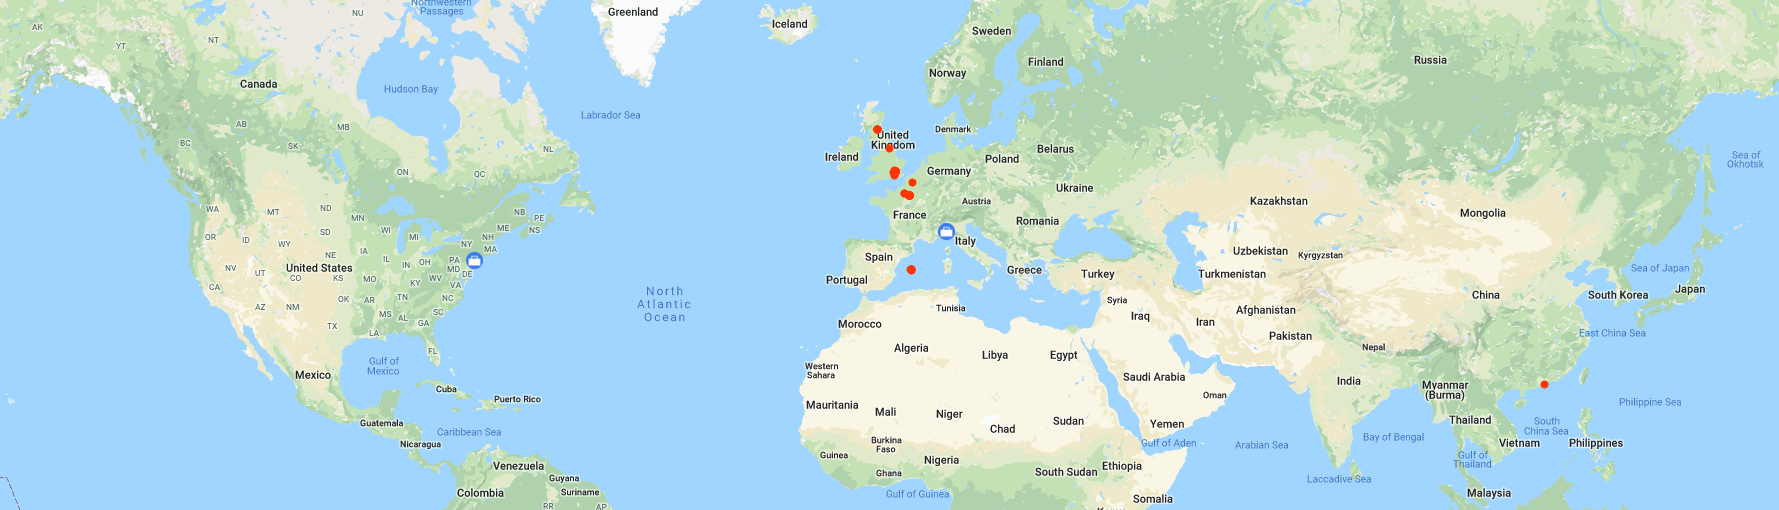 Northwestern
Passages
Greenland
Iceland
Sweden
Finland
Norway
Russia
AK
YT
NT
NU
Canada
Hudson Bay
Labrador Sea
BC
AB
SK
MB
ON
QC
NL
United
Kingdom
Ireland
Denmark
Belarus
Poland
Germany
Ukraine
Austria
France
Romania
Italy
Spain
Portugal
Greece
Turkey
Kazakhstan
Mongolia
Uzbekistan
Kyrgyzstan
Turkmenistan
Sea of
Okhotsk
Sea of Japan
Japan
South Korea
China
East China Sea
WA
MT
ND
MN
OR
ID
SD
WY
WI
MI
NB
PE
NS
ME
NH
NY
MA
NE
IA
IL
IN
OH
PA
MD
DE
NV
UT
United States
CO
KS
MO
KY
WV
VA
CA
AZ
NM
OK
AR
TN
NC
SC
MS
AL
GA
TX
LA
FL
North
Atlantic
Ocean
Gulf of
Mexico
Mexico
Cuba
Puerto Rico
Guatemala
Caribbean Sea
Nicaragua
Venezuela
Guyana
Suriname
Colombia
RR
AP
Tunisia
Morocco
Algeria
Libya
Egypt
Western
Sahara
Mauritania
Mali
Niger
Chad
Sudan
Burkina
Faso
Guinea
Ghana
Nigeria
South Sudan
Ethiopia
Gulf of Guinea
Somalia
Syria
Iraq
Iran
Afghanistan
Pakistan
Nepal
Saudi Arabia
Oman
Yemen
Gulf of Aden
Arabian Sea
India
Bay of Bengal
Laccadive Sea
Myanmar
(Burma)
Thailand
Vietnam
Gulf of
Thailand
South
China Sea
Philippines
Philippine Sea
Malaysia